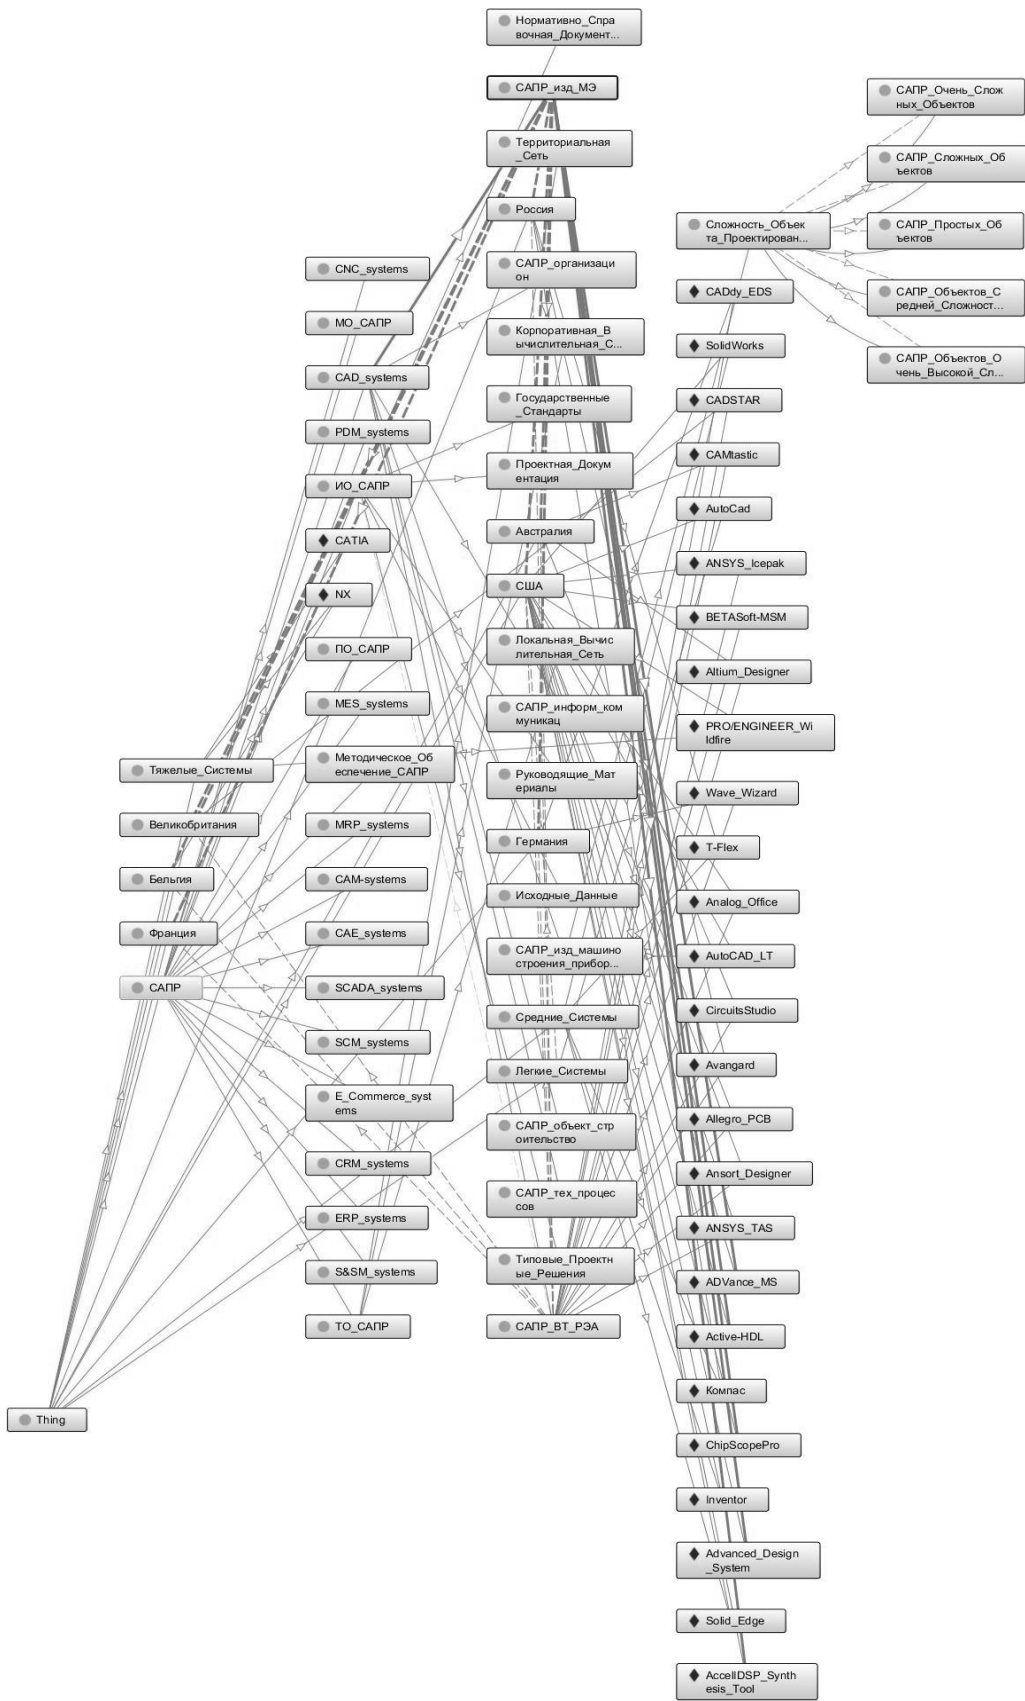 Нормативно_Спра
вочная_Документ...
САПР_изд_МЭ
Территориальная
_Сеть
Россия
САПР_организаци
он
Корпоративная_В
ычислительная_С...
Государственные
_Стандарты
Проектная_Докум
ентация
Австралия
США
Локальная_Вычис
лительная_Сеть
САПР_информ_ком
муникац
Руководящие_Мат
ериалы
Германия
Исходные_Данные
САПР_изд_машино
строения_прибор...
Средние_Системы
Легкие_Системы
САПР_объект_стр
оительство
САПР_тех_процес
сов
Типовые_Проектн
ые_Решения
САПР_ВТ_РЭА
CNC_systems
МО_САПР
CAD_systems
PDM_systems
ИО_САПР
CATIA
NX
ПО_САПР
MES_systems
Методическое_Об
еспечение_САПР
MRP_systems
CAM-systems
CAE_systems
SCADA_systems
SCM_systems
E_Commerce_syst
ems
CRM_systems
ERP_systems
S&SM_systems
ТО_САПР
Тяжелые_Системы
Великобритания
Бельгия
Франция
САПР
Thing
Сложность_Объек
та_Проектирован...
CADdy_EDS
SolidWorks
CADSTAR
CAMtastic
AutoCad
ANSYS_Icepak
BETASoft-MSM
Altium_Designer
PRO/ENGINEER_Wi
ldfire
Wave_Wizard
T-Flex
Analog_Office
AutoCAD_LT
CircuitsStudio
Avangard
Allegro_PCB
Ansort_Designer
ANSYS_TAS
ADVance_MS
Active-HDL
Компас
ChipScopePro
Inventor
Advanced_Design
_System
Solid_Edge
AccelIDSP_Synth
esis_Tool
САПР_Очень_Слож
ных_Объектов
САПР_Сложных_Об
ъектов
САПР_Простых_Об
ъектов
САПР_Объектов_С
редней_Сложност...
САПР_Объектов_О
чень_Высокой_Сл...